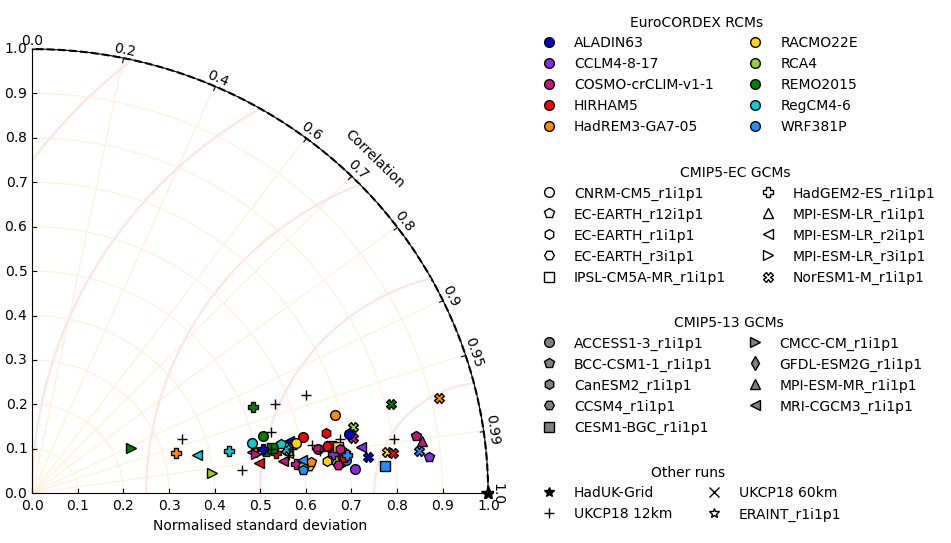 EuroCORDEX RCMs
ALADIN63
CCLM4-8-17
COSMO-crCLIM-v1-1
HIRHAM5
HadREM3-GA7-05
RACMO22E
RCA4
REMO2015
RegCM4-6
WRF381P
CMIP5-EC GCMs
CNRM-CM5_r1i1p1
EC-EARTH_r12i1p1
EC-EARTH_r1i1p1
EC-EARTH_r3i1p1
IPSL-CM5A-MR_r1i1p1
HadGEM2-ES_r1i1p1
MPI-ESM-LR_r1i1p1
MPI-ESM-LR_r2i1p1
MPI-ESM-LR_r3i1p1
NorESM1-M_r1i1p1
CMIP5-13 GCMs
ACCESS1-3_r1i1p1
BCC-CSM1-1_r1i1p1
CanESM2_r1i1p1
CCSM4_r1i1p1
CESM1-BGC_r1i1p1
CMCC-CM_r1i1p1
GFDL-ESM2G_r1i1p1
MPI-ESM-MR_r1i1p1
MRI-CGCM3_r1i1p1
Other runs
HadUK-Grid
UKCP18 12km
UKCP18 60km
ERAINT_r1i1p1
Correlation
0.0
0.2
0.4
0.6
0.7
0.8
0.9
0.95
0.99
1.0
1.0
0.9
0.8
0.7
0.6
0.5
0.4
0.3
0.2
0.1
0.0
0.0 0.1 0.2 0.3 0.4 0.5 0.6 0.7 0.8 0.9 1.0
Normalised standard deviation